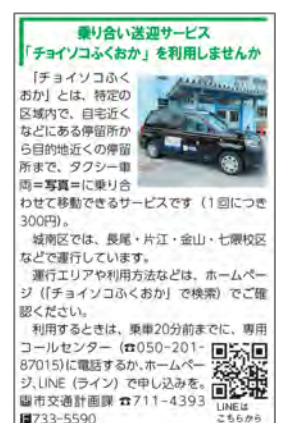 乗り合い送迎サービス
「チョイソコふくおか」を利用しませんか
「チョイソコふく
おか」とは、特定の
区域内で、自宅近く
などにある停留所か
ら目的地近くの停留
所まで、タクシー車
両＝写真＝に乗り合
わせて移動できるサービスです（1回につき
300円）。
城南区では、長尾・片江・金山・七隈校区
などで運行しています。
運行エリアや利用方法などは、ホームペー
ジ（「チョイソコふくおか」で検索）でご確
認ください。
利用するときは、乗車20分前までに、専用
コールセンター（☎050-201-
87015)に電話するか、ホームペー
ジ、LINE（ライン）で申し込みを。
問市交通計画課 ☎711-4393
F733-5590
LINEは
こちらから